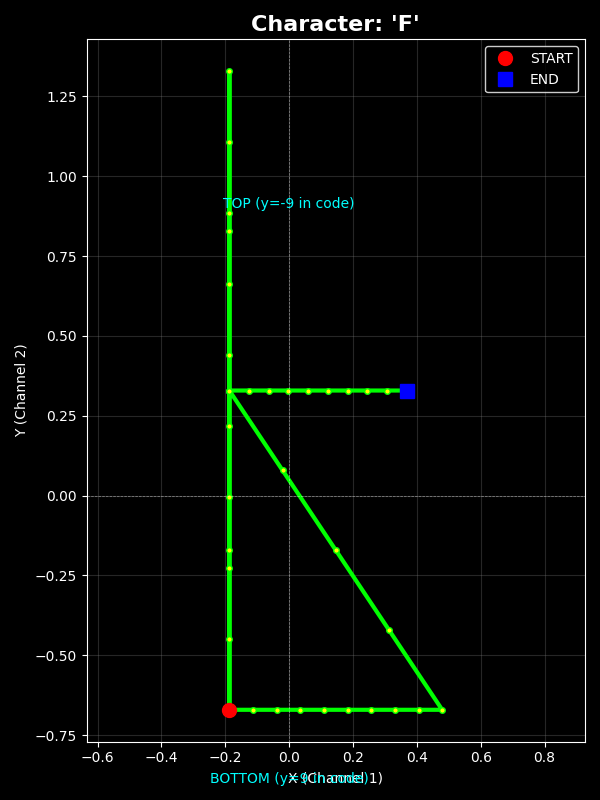 Character: 'F'
START
END
1.25
1.00
TOP (y=-9 in code)
0.75
0.50
0.25
0.00
−0.25
−0.50
−0.75
Y (Channel 2)
−0.6 −0.4 −0.2 0.0 0.2 0.4 0.6 0.8
BOTTOM (y=9 in code)
X (Channel 1)